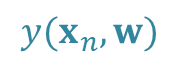 y(𝐱ₙ, 𝐰)